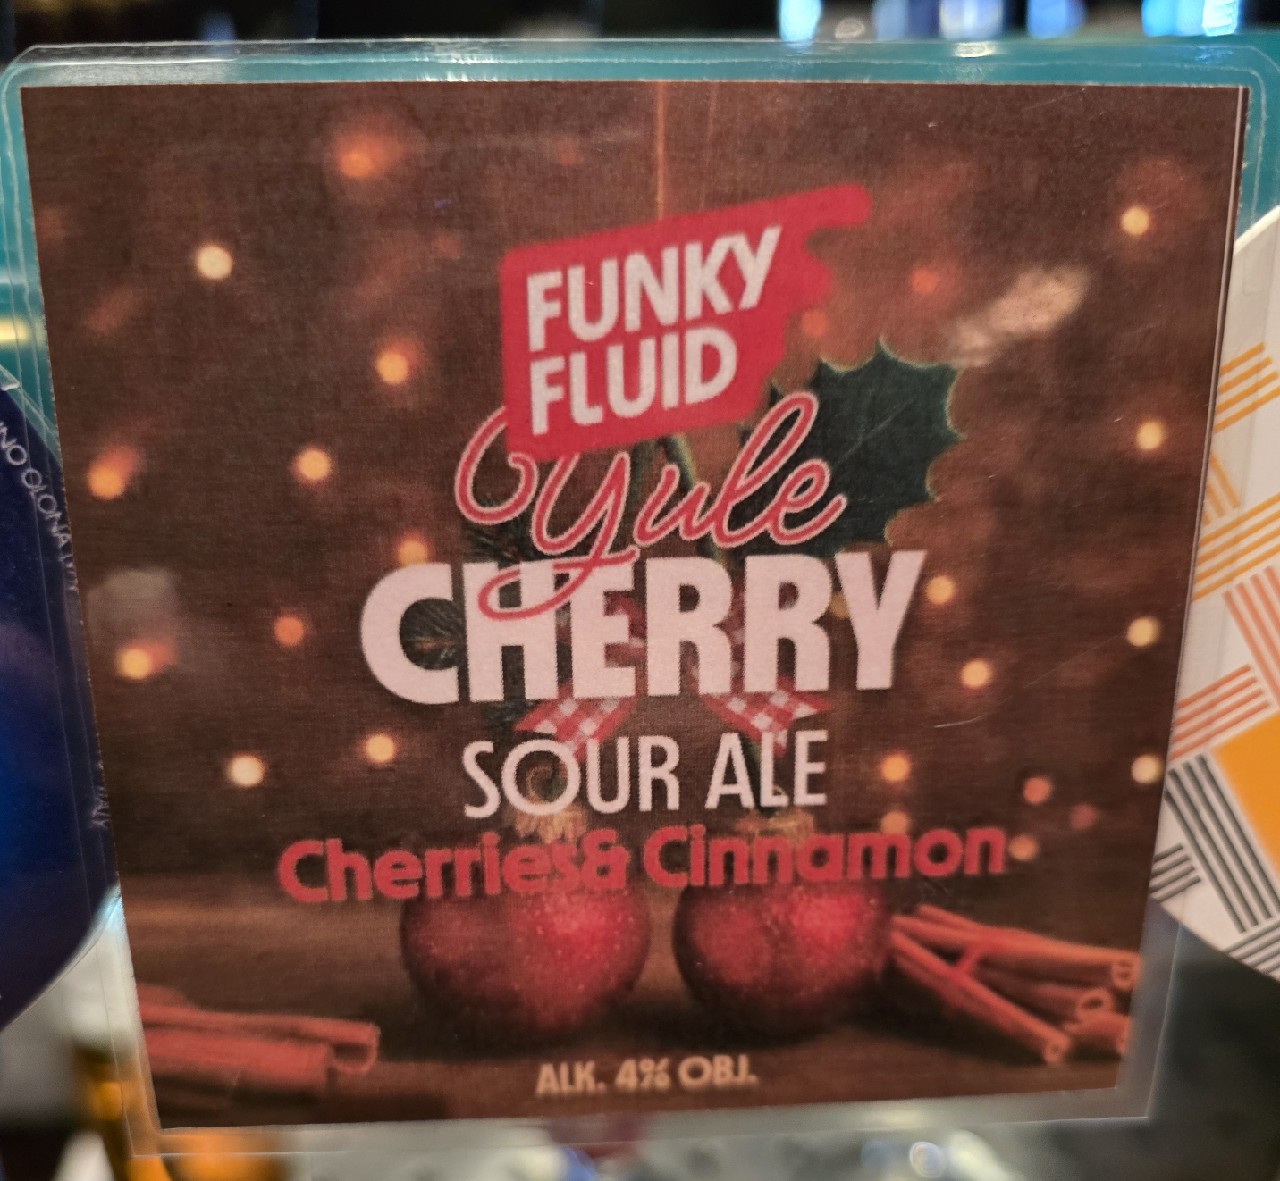 FUNKY
FLUID
Yule
CHERRY
SOUR ALE
Cherries& Cinnamon
ALK. 4% OBJ.